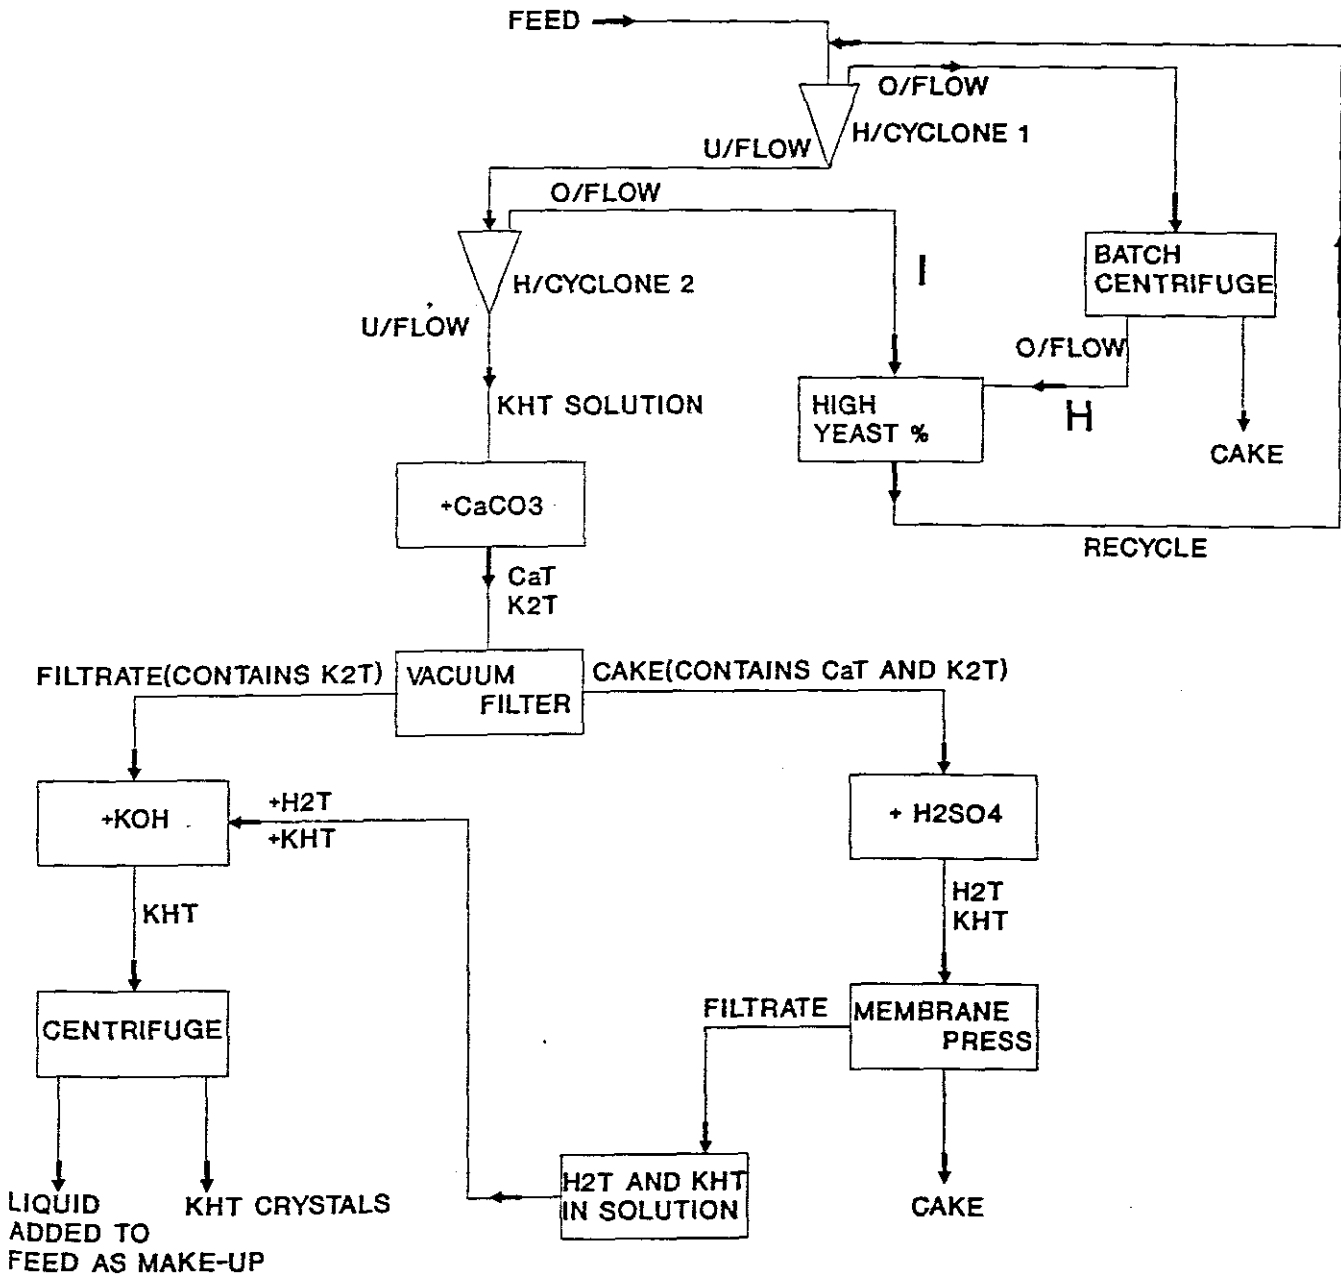 FEED
O/FLOW
H/CYCLONE 1
U/FLOW
O/FLOW
H/CYCLONE 2
U/FLOW
I
BATCH
CENTRIFUGE
O/FLOW
H
CAKE
KHT SOLUTION
HIGH
YEAST %
RECYCLE
+CaCO3
CaT
K2T
FILTRATE(CONTAINS K2T)
VACUUM
FILTER
CAKE(CONTAINS CaT AND K2T)
+KOH
+H2T
+KHT
+ H2SO4
KHT
H2T
KHT
CENTRIFUGE
FILTRATE
MEMBRANE
PRESS
LIQUID
ADDED TO
FEED AS MAKE-UP
KHT CRYSTALS
H2T AND KHT
IN SOLUTION
CAKE